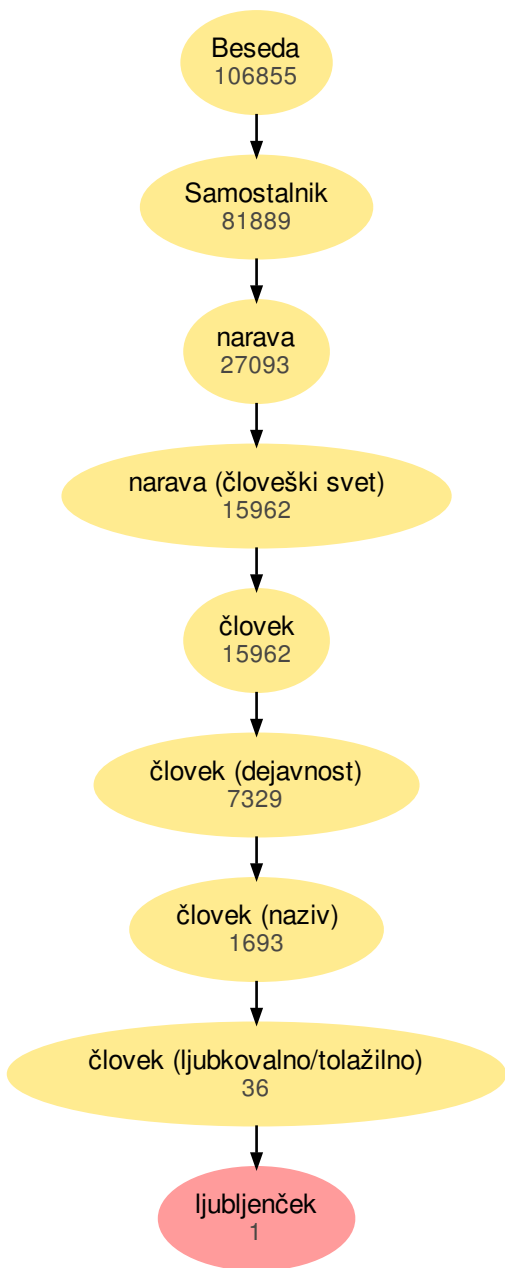 Beseda
106855
Samostalnik
81889
narava
27093
narava (človeški svet)
15962
človek
15962
človek (dejavnost)
7329
človek (naziv)
1693
človek (ljubkovalno/tolažilno)
36
ljubljenček
1